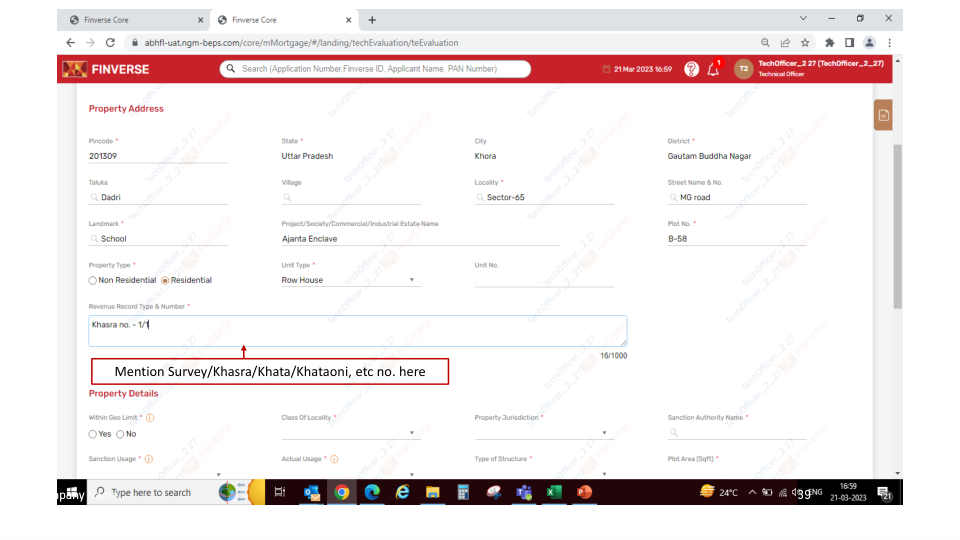 Finverse Core × Finverse Core × +
abhfl-uat.ngm-beps.com/core/mMortgage/#/landing/techEvaluation/teEvaluation
FINVERSE Search (Application Number,Finverse ID, Applicant Name, PAN Number) 21 Mar 2023 16:59 1 T2 TechOfficer_2 27 (TechOfficer_2_27)
Technical Officer
Property Address
Pincode * State * City District *
201309 Uttar Pradesh Khora Gautam Buddha Nagar
Taluka Village Locality * Street Name & No.
Dadri Sector-65 MG road
Landmark * Project/Society/Commercial/Industrial Estate Name Plot No. *
School Ajanta Enclave B-58
Property Type * Unit Type * Unit No.
Non Residential Residential Row House
Revenue Record Type & Number *
Khasra no. - 1/1
16/1000
Mention Survey/Khasra/Khata/Khataoni, etc no. here
Property Details
Within Geo Limit * Class Of Locality * Property Jurisdiction * Sanction Authority Name *
Yes No
Sanction Usage * Actual Usage * Type of Structure * Plot Area (Sqft) *
Type here to search 24°C ENG 16:59
21-03-2023
39
21